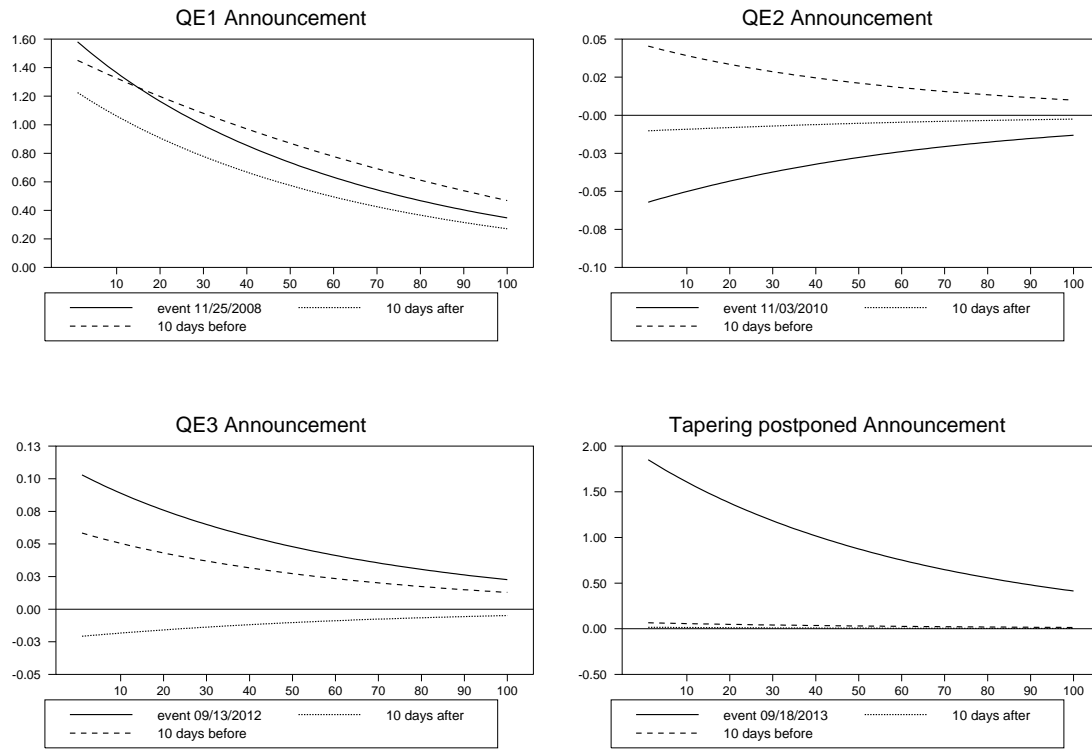 QE1 Announcement
1.60
1.40
1.20
1.00
0.80
0.60
0.40
0.20
0.00
10 20 30 40 50 60 70 80 90 100
event 11/25/2008 10 days after
10 days before
QE2 Announcement
0.05
0.02
-0.00
-0.03
-0.05
-0.08
-0.10
10 20 30 40 50 60 70 80 90 100
event 11/03/2010 10 days after
10 days before
QE3 Announcement
0.13
0.10
0.08
0.05
0.03
0.00
-0.03
-0.05
10 20 30 40 50 60 70 80 90 100
event 09/13/2012 10 days after
10 days before
Tapering postponed Announcement
2.00
1.50
1.00
0.50
0.00
-0.50
10 20 30 40 50 60 70 80 90 100
event 09/18/2013 10 days after
10 days before